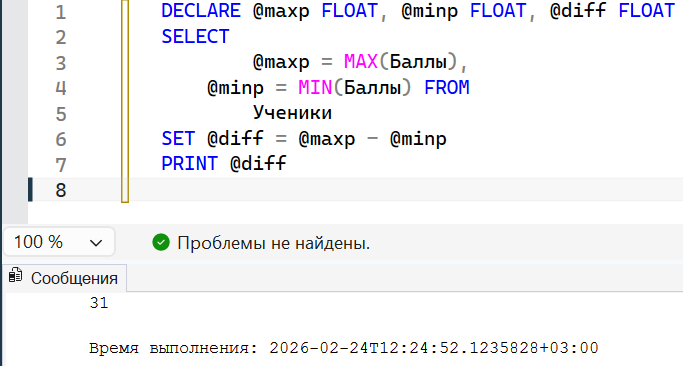 1 DECLARE @maxp FLOAT, @minp FLOAT, @diff FLOAT
2 SELECT
3 @maxp = MAX(Баллы),
4 @minp = MIN(Баллы) FROM
5 Ученики
6 SET @diff = @maxp - @minp
7 PRINT @diff
8
100 %
Проблемы не найдены.
Сообщения
31
Время выполнения: 2026-02-24T12:24:52.1235828+03:00